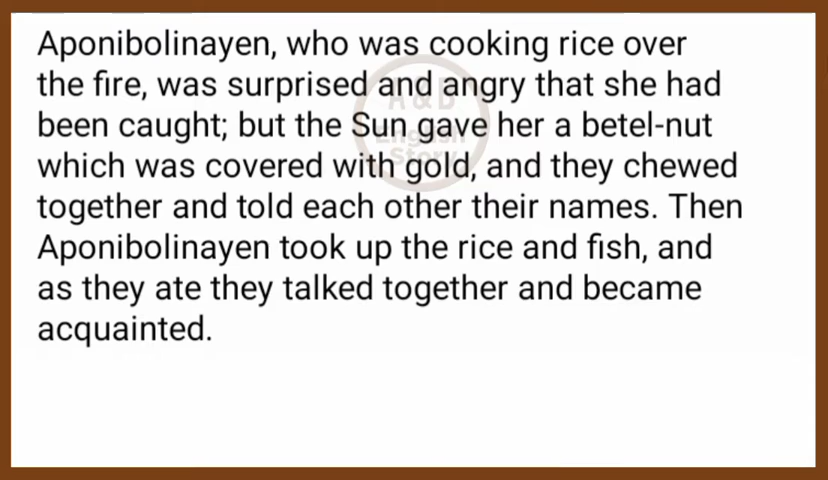 Aponibolinayen, who was cooking rice over
the fire, was surprised and angry that she had
been caught; but the Sun gave her a betel-nut
which was covered with gold, and they chewed
together and told each other their names. Then
Aponibolinayen took up the rice and fish, and
as they ate they talked together and became
acquainted.
A & B
English
Story